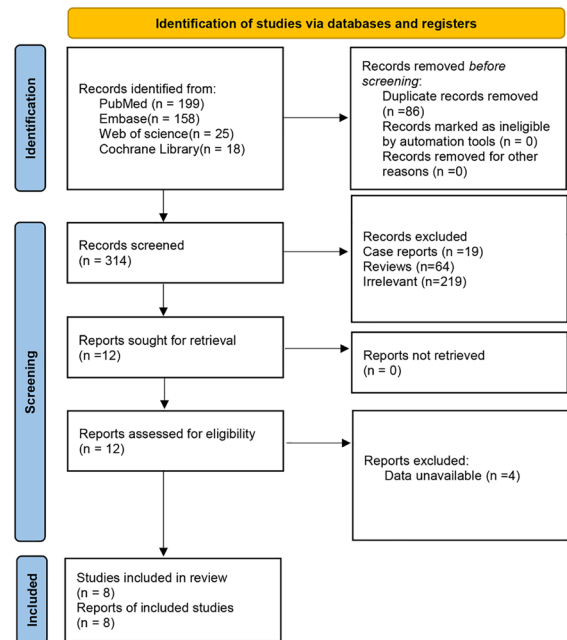 Identification of studies via databases and registers
Identification
Records identified from:
PubMed (n = 199)
Embase(n = 158)
Web of science(n = 25)
Cochrane Library(n = 18)
Records removed before
screening:
Duplicate records removed
(n =86)
Records marked as ineligible
by automation tools (n = 0)
Records removed for other
reasons (n =0)
Screening
Records screened
(n = 314)
Records excluded
Case reports (n =19)
Reviews (n=64)
Irrelevant (n=219)
Reports sought for retrieval
(n =12)
Reports not retrieved
(n = 0)
Reports assessed for eligibility
(n = 12)
Reports excluded:
Data unavailable (n =4)
Included
Studies included in review
(n = 8)
Reports of included studies
(n = 8)